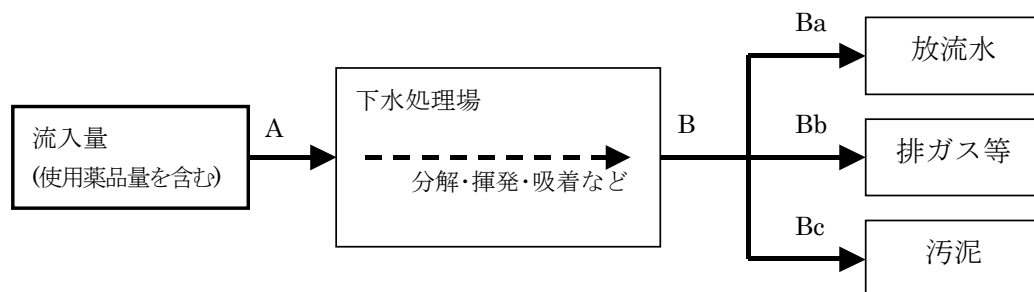 流入量
(使用薬品量を含む)
A
下水処理場
分解・揮発・吸着など
B
Ba
放流水
Bb
排ガス等
Bc
汚泥